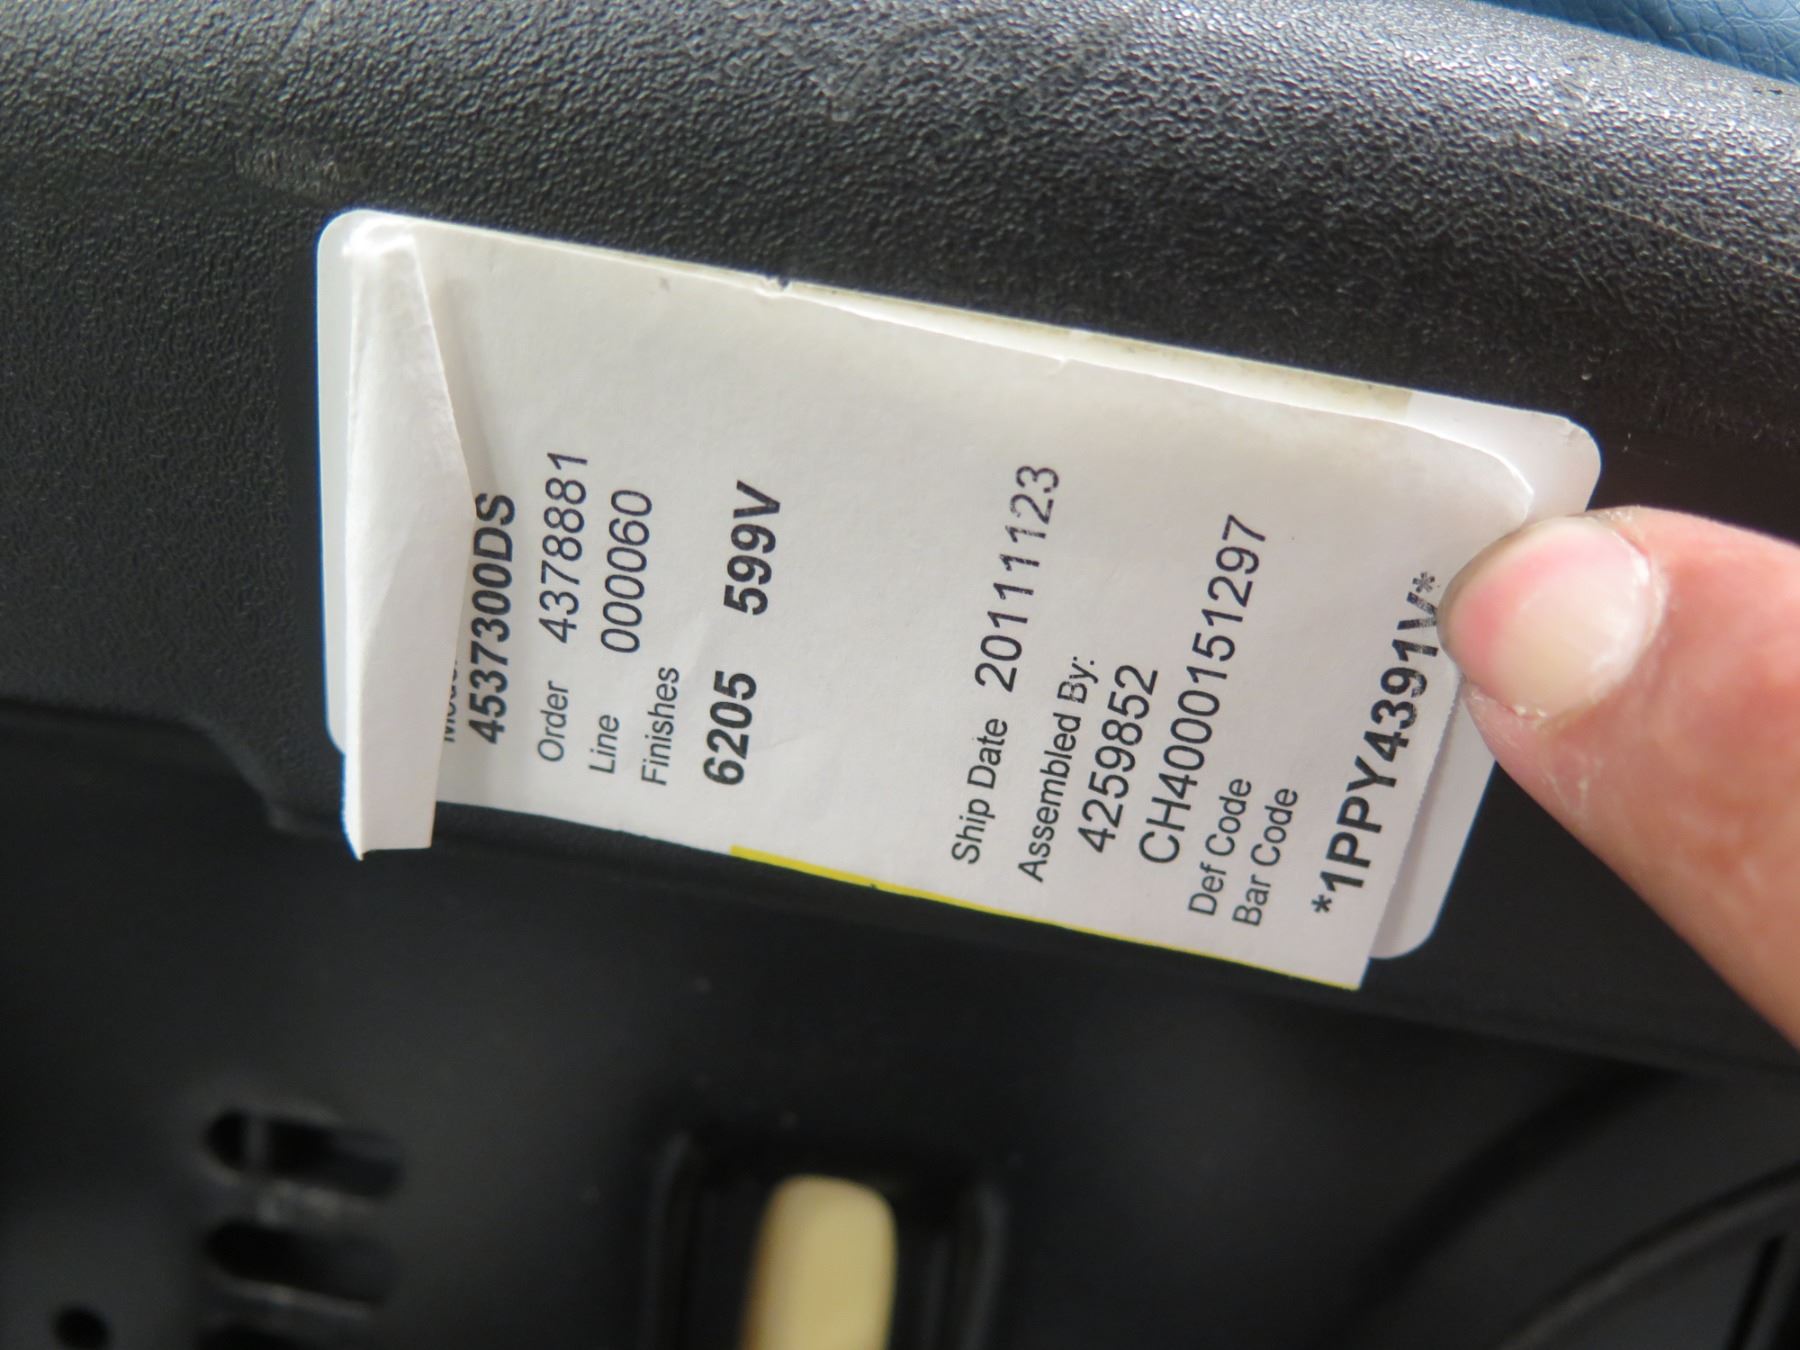 4537300DS
Order 4378881
Line 000060
Finishes
6205 599V
Ship Date 20111123
Assembled By:
4259852
CH4000151297
Def Code
Bar Code
*1PPY4391V*